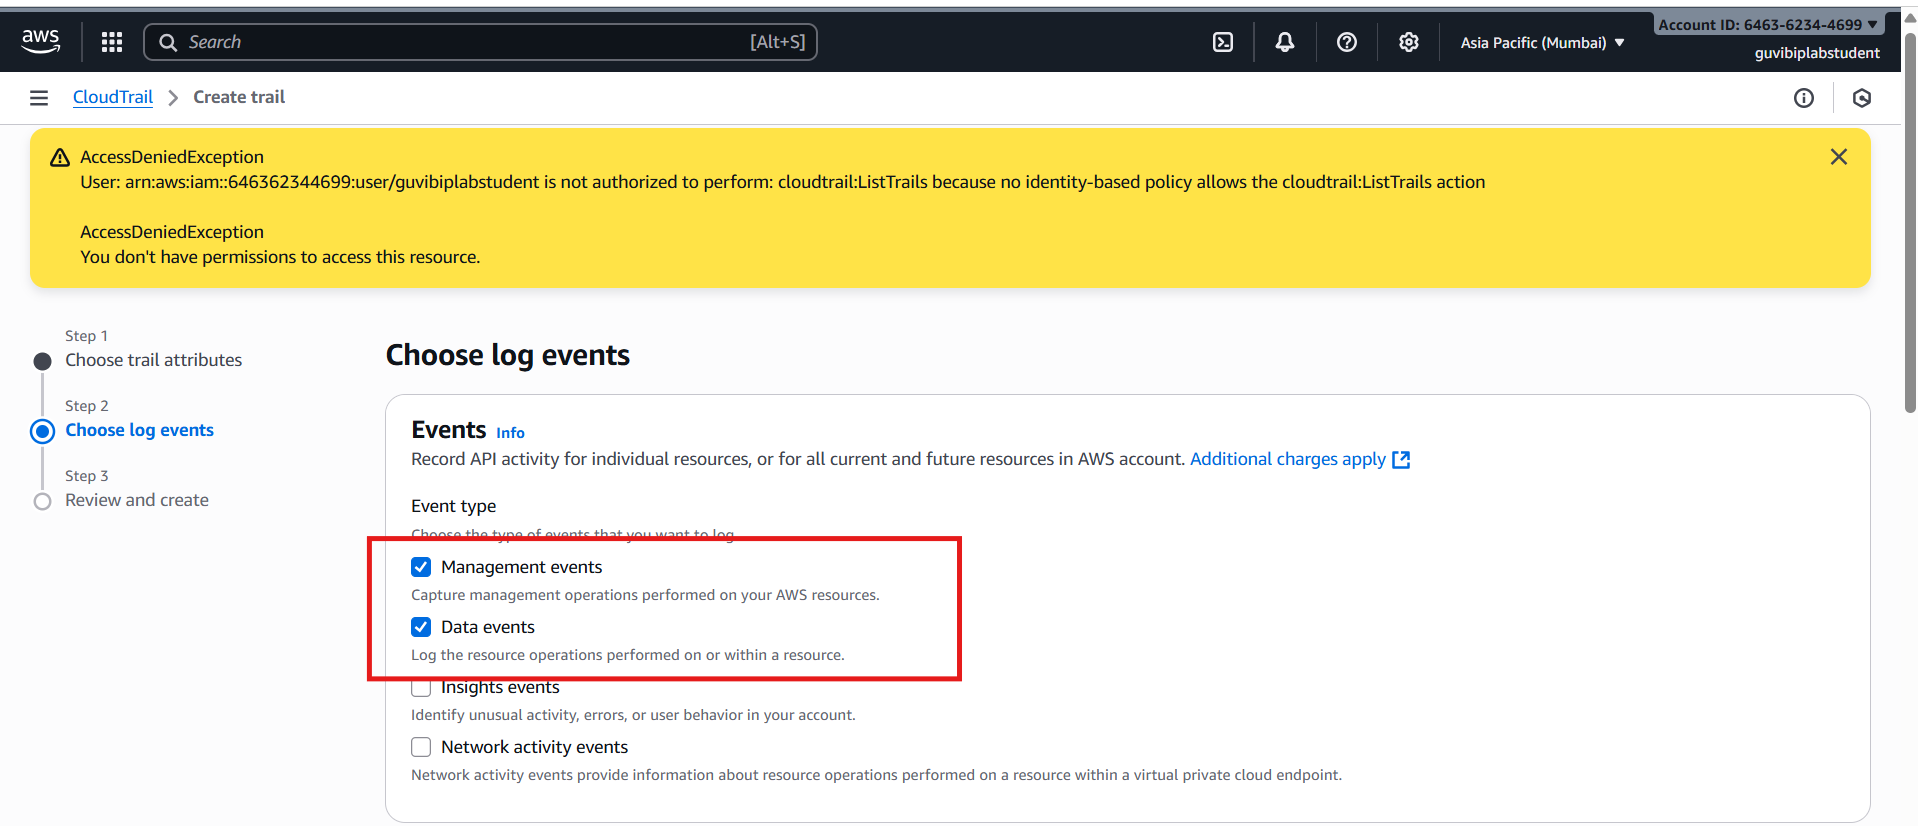 aws
Search
[Alt+S]
Asia Pacific (Mumbai)
Account ID: 6463-6234-4699
guvibiplabstudent
CloudTrail
Create trail
AccessDeniedException
User: arn:aws:iam::646362344699:user/guvibiplabstudent is not authorized to perform: cloudtrail:ListTrails because no identity-based policy allows the cloudtrail:ListTrails action
AccessDeniedException
You don't have permissions to access this resource.
Step 1
Choose trail attributes
Step 2
Choose log events
Step 3
Review and create
Choose log events
Events Info
Record API activity for individual resources, or for all current and future resources in AWS account. Additional charges apply
Event type
Choose the type of events that you want to log
Management events
Capture management operations performed on your AWS resources.
Data events
Log the resource operations performed on or within a resource.
Insights events
Identify unusual activity, errors, or user behavior in your account.
Network activity events
Network activity events provide information about resource operations performed on a resource within a virtual private cloud endpoint.